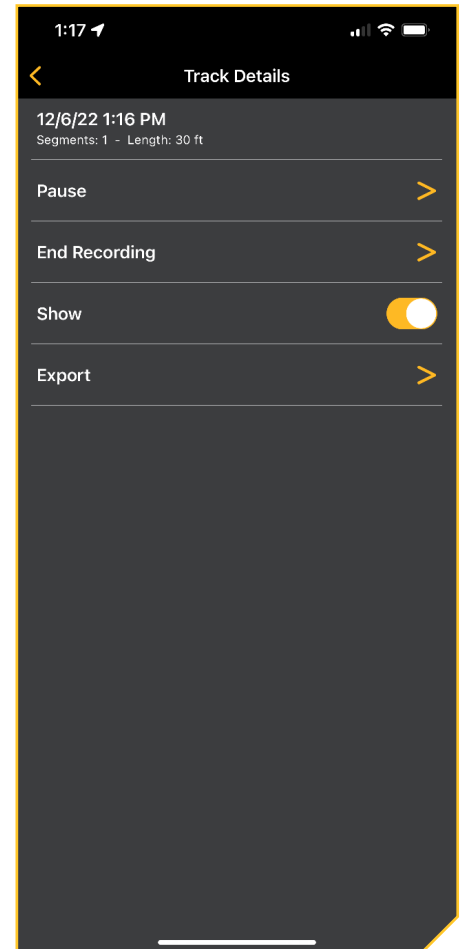 1:17
Track Details
12/6/22 1:16 PM
Segments: 1 - Length: 30 ft
Pause
End Recording
Show
Export